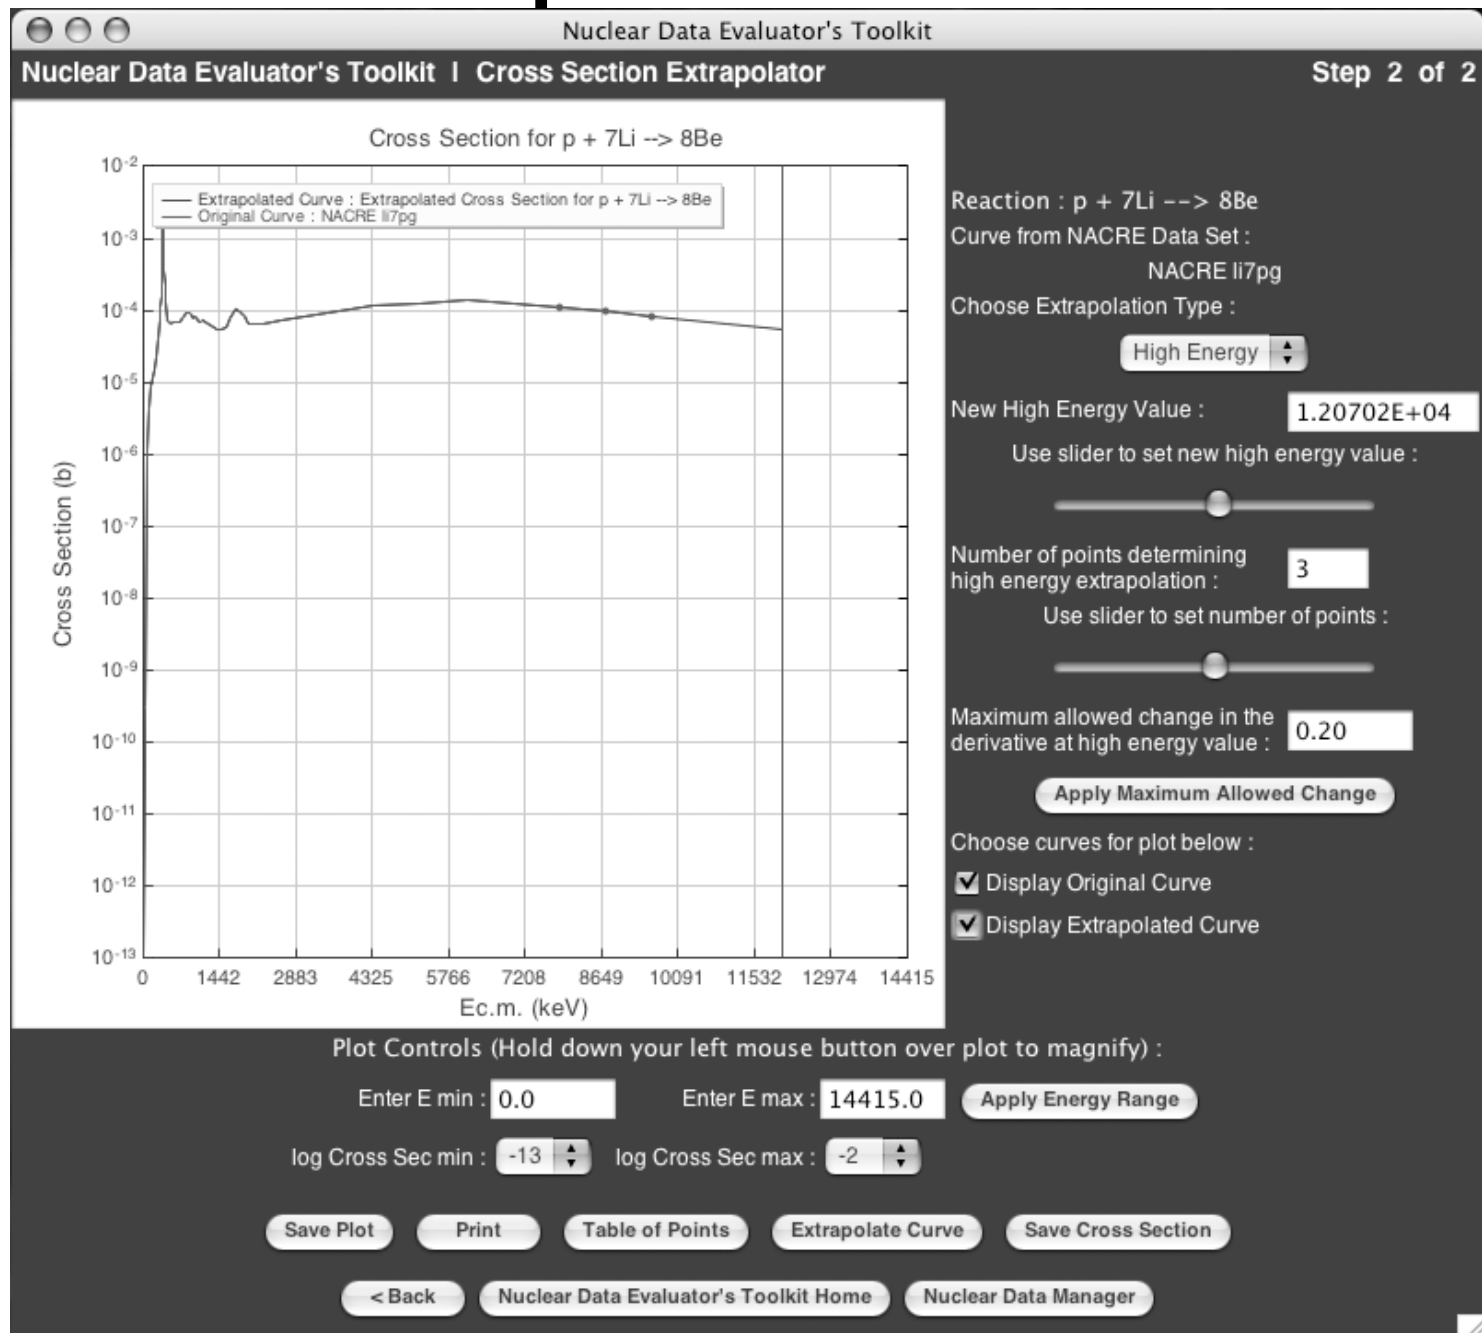 Nuclear Data Evaluator's Toolkit
Nuclear Data Evaluator's Toolkit | Cross Section Extrapolator
Step 2 of 2
Cross Section for p + 7Li --> 8Be
Extrapolated Curve : Extrapolated Cross Section for p + 7Li --> 8Be
Original Curve : NACRE li7pg
10-2
10-3
10-4
10-5
10-6
10-7
10-8
10-9
10-10
10-11
10-12
10-13
Cross Section (b)
0 1442 2883 4325 5766 7208 8649 10091 11532 12974 14415
Ec.m. (keV)
Reaction : p + 7Li --> 8Be
Curve from NACRE Data Set :
NACRE li7pg
Choose Extrapolation Type :
High Energy
New High Energy Value : 1.20702E+04
Use slider to set new high energy value :
Number of points determining
high energy extrapolation : 3
Use slider to set number of points :
Maximum allowed change in the
derivative at high energy value : 0.20
Apply Maximum Allowed Change
Choose curves for plot below :
Display Original Curve
Display Extrapolated Curve
Plot Controls (Hold down your left mouse button over plot to magnify) :
Enter E min : 0.0 Enter E max : 14415.0 Apply Energy Range
log Cross Sec min : -13 log Cross Sec max : -2
Save Plot Print Table of Points Extrapolate Curve Save Cross Section
< Back Nuclear Data Evaluator's Toolkit Home Nuclear Data Manager